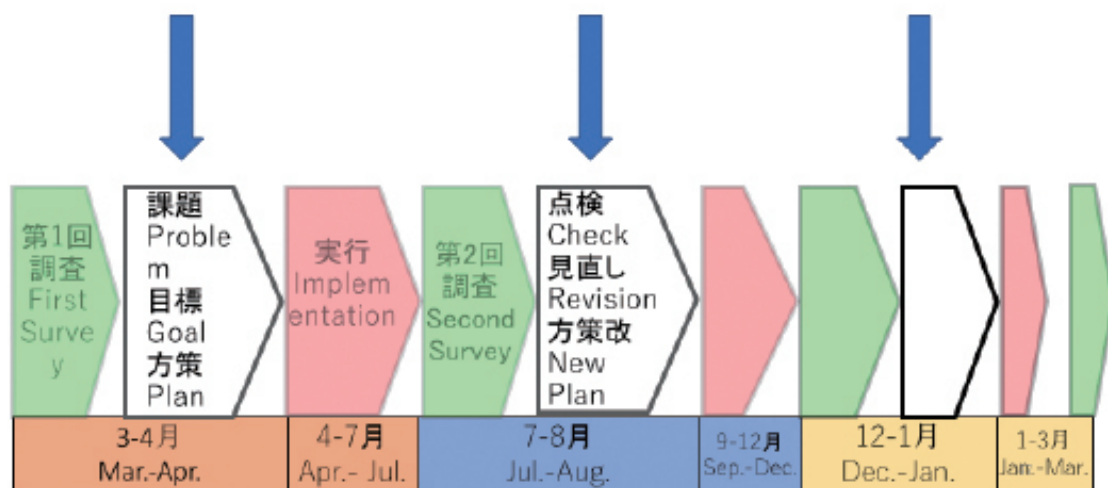 第1回
調査
First
Surve
y
課題
Proble
m
目標
Goal
方策
Plan
実行
Implem
entation
第2回
調査
Second
Survey
点検
Check
見直し
Revision
方策改
New
Plan
3-4月
Mar.-Apr.
4-7月
Apr.- Jul.
7-8月
Jul.-Aug.
9-12月
Sep.-Dec.
12-1月
Dec.-Jan.
1-3月
Jan.-Mar.